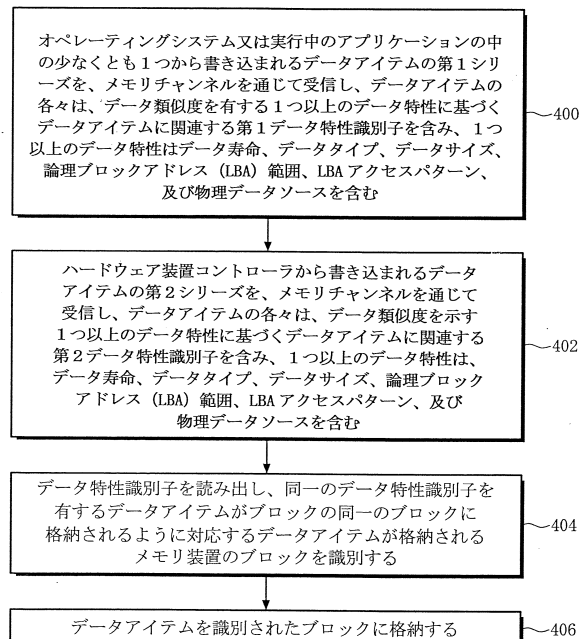 オペレーティングシステム又は実行中のアプリケーションの中
の少なくとも1つから書き込まれるデータアイテムの第1シリ
ーズを、メモリチャンネルを通じて受信し、データアイテムの
各々は、データ類似度を有する1つ以上のデータ特性に基づく
データアイテムに関連する第1データ特性識別子を含み、1つ
以上のデータ特性はデータ寿命、データタイプ、データサイズ、
論理ブロックアドレス（LBA）範囲、LBAアクセスパターン、
及び物理データソースを含む
400
ハードウェア装置コントローラから書き込まれるデータ
アイテムの第2シリーズを、メモリチャンネルを通じて
受信し、データアイテムの各々は、データ類似度を示す
1つ以上のデータ特性に基づくデータアイテムに関連する
第2データ特性識別子を含み、1つ以上のデータ特性は、
データ寿命、データタイプ、データサイズ、論理ブロック
アドレス（LBA）範囲、LBAアクセスパターン、及び
物理データソースを含む
402
データ特性識別子を読み出し、同一のデータ特性識別子を
有するデータアイテムがブロックの同一のブロックに
格納されるように対応するデータアイテムが格納される
メモリ装置のブロックを識別する
404
データアイテムを識別されたブロックに格納する
406